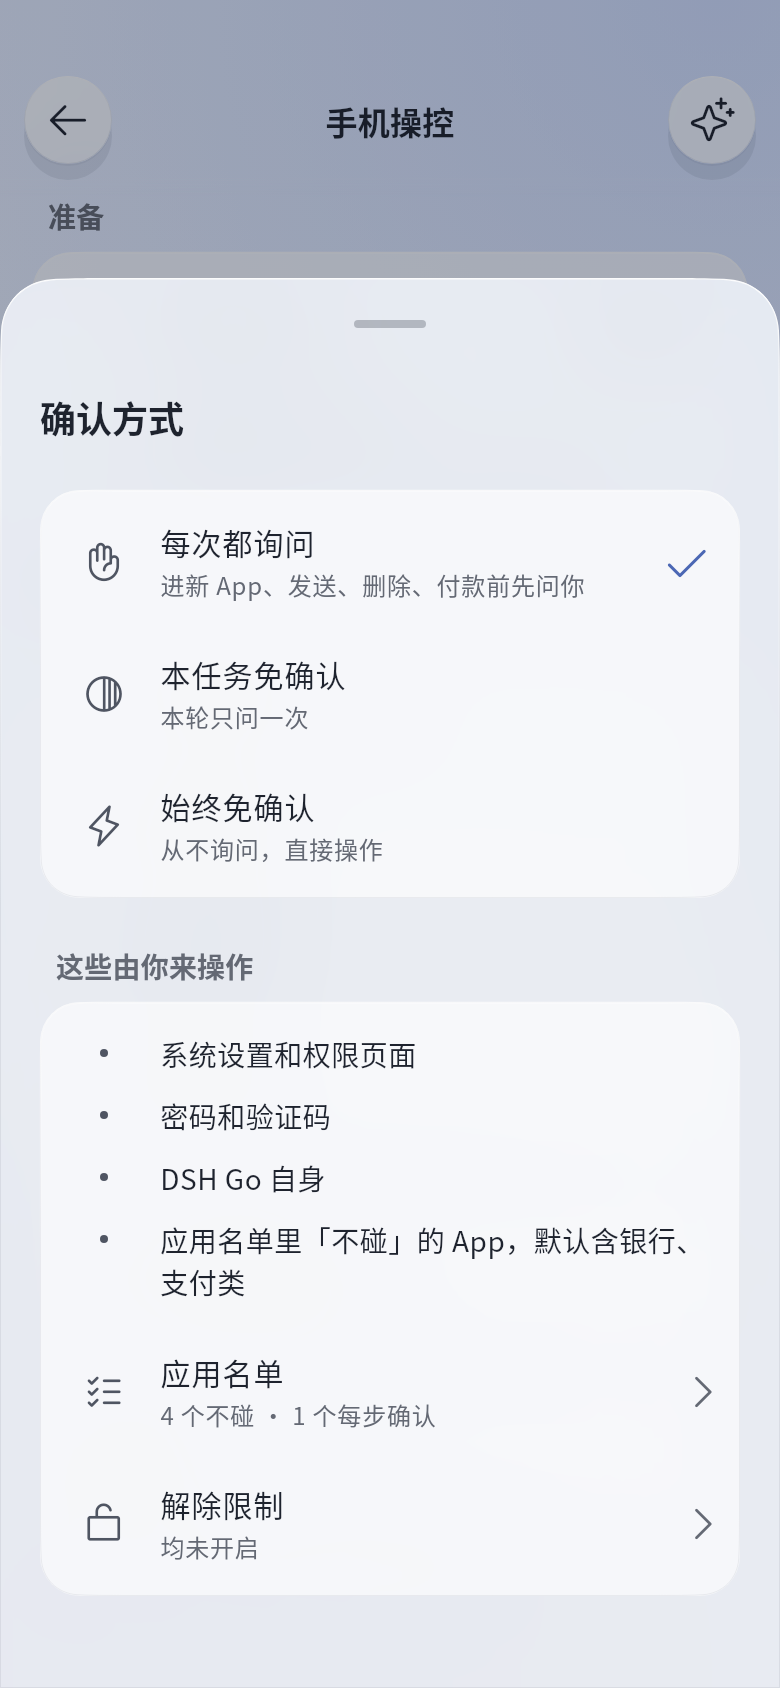 手机操控
准备
确认方式
每次都询问
进新 App、发送、删除、付款前先问你
本任务免确认
本轮只问一次
始终免确认
从不询问，直接操作
这些由你来操作
• 系统设置和权限页面
• 密码和验证码
• DSH Go 自身
• 应用名单里「不碰」的 App，默认含银行、
支付类
应用名单
4 个不碰 · 1 个每步确认
解除限制
均未开启